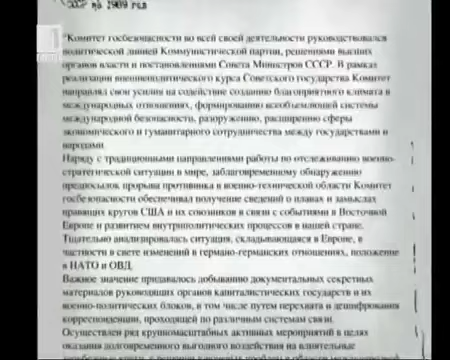 СССР за 1989 год
"Комитет госбезопасности во всей своей деятельности руководствовался
политической линией Коммунистической партии, решениями высших
органов власти и постановлениями Совета Министров СССР. В рамках
реализации внешнеполитического курса Советского государства Комитет
направлял свои усилия на содействие созданию благоприятного климата в
международных отношениях, формированию всеобъемлющей системы
международной безопасности, разоружению, расширению сферы
экономического и гуманитарного сотрудничества между государствами и
народами.
Наряду с традиционными направлениями работы по отслеживанию военно-
стратегической ситуации в мире, заблаговременному обнаружению
предпосылок прорыва противника в военно-технической области Комитет
госбезопасности обеспечивал получение сведений о планах и замыслах
правящих кругов США и их союзников в связи с событиями в Восточной
Европе и развитием внутриполитических процессов в нашей стране.
Тщательно анализировалась ситуация, складывающаяся в Европе, в
частности в свете изменений в германо-германских отношениях, положение
в НАТО и ОВД.
Важное значение придавалось добыванию документальных секретных
материалов руководящих органов капиталистических государств и их
военно-политических блоков, в том числе путем перехвата и дешифрования
корреспонденции, проходящей по различным системам связи.
Осуществлен ряд крупномасштабных активных мероприятий в целях
оказания долговременного выгодного воздействия на влиятельные